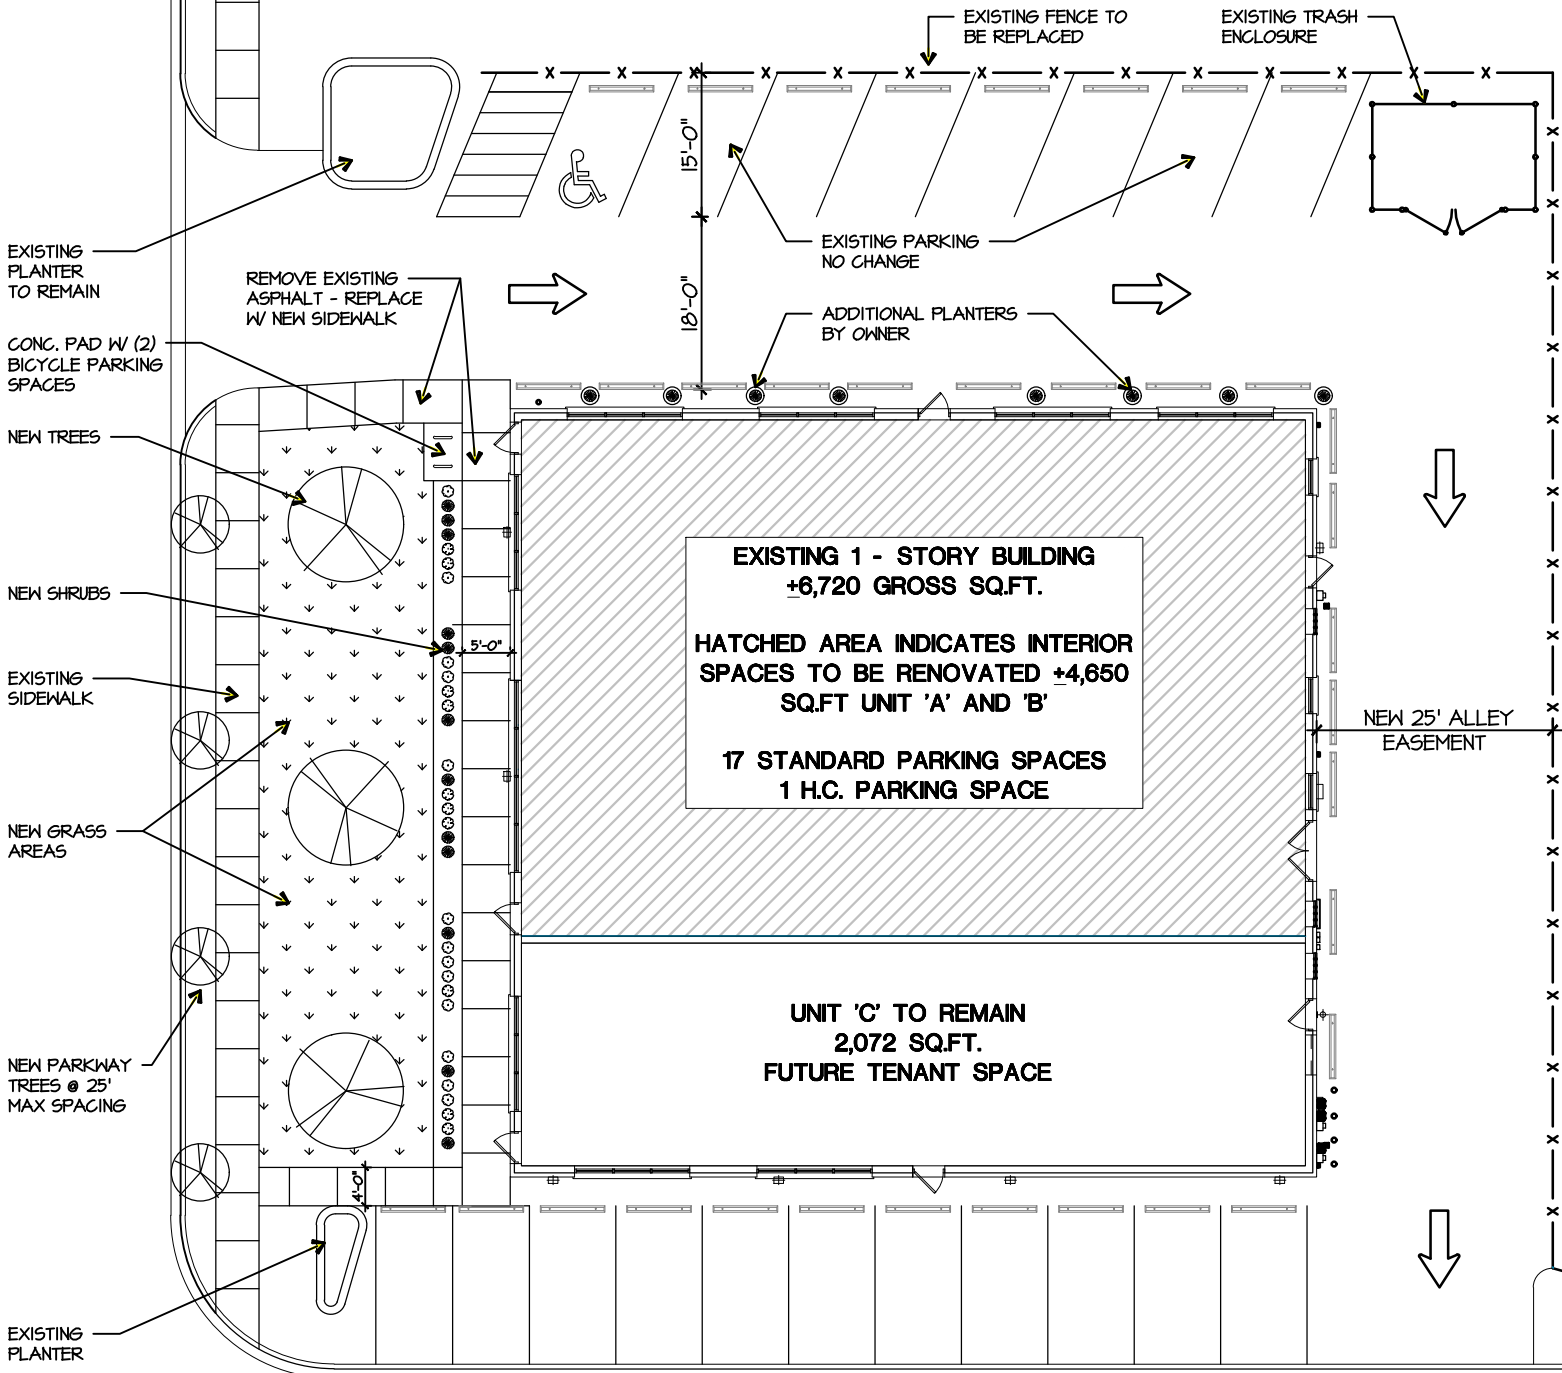 EXISTING FENCE TO
BE REPLACED
EXISTING TRASH
ENCLOSURE
15'-0"
EXISTING
PLANTER
TO REMAIN
REMOVE EXISTING
ASPHALT - REPLACE
W/ NEW SIDEWALK
EXISTING PARKING
NO CHANGE
18'-0"
ADDITIONAL PLANTERS
BY OWNER
CONC. PAD W/ (2)
BICYCLE PARKING
SPACES
NEW TREES
NEW SHRUBS
5'-0"
EXISTING
SIDEWALK
EXISTING 1 - STORY BUILDING
±6,720 GROSS SQ.FT.
HATCHED AREA INDICATES INTERIOR
SPACES TO BE RENOVATED ±4,650
SQ.FT UNIT 'A' AND 'B'
17 STANDARD PARKING SPACES
1 H.C. PARKING SPACE
NEW 25' ALLEY
EASEMENT
NEW GRASS
AREAS
UNIT 'C' TO REMAIN
2,072 SQ.FT.
FUTURE TENANT SPACE
NEW PARKWAY
TREES @ 25'
MAX SPACING
4'-0"
EXISTING
PLANTER